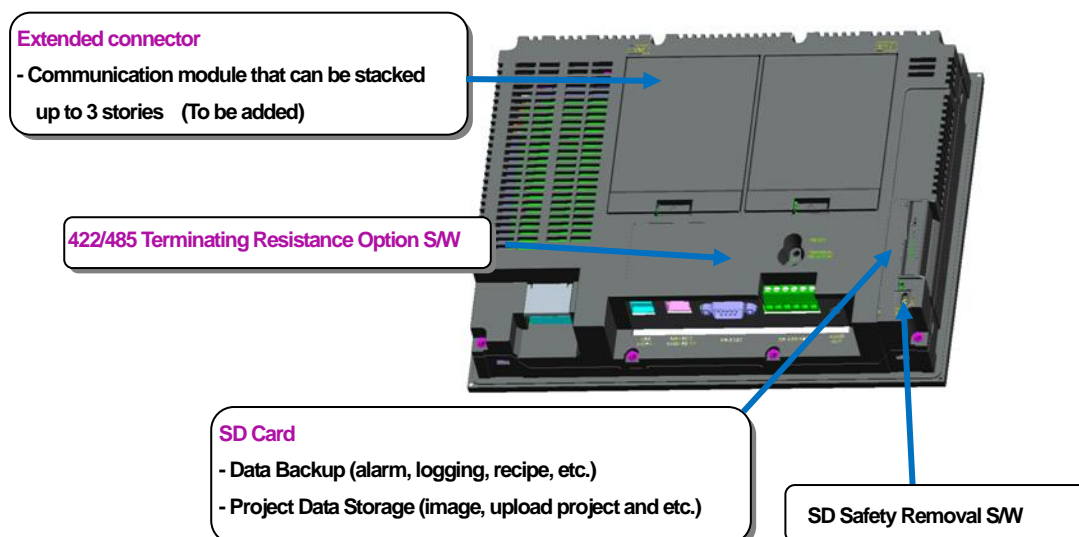 Extended connector
- Communication module that can be stacked
up to 3 stories (To be added)
422/485 Terminating Resistance Option S/W
SD Card
- Data Backup (alarm, logging, recipe, etc.)
- Project Data Storage (image, upload project and etc.)
SD Safety Removal S/W